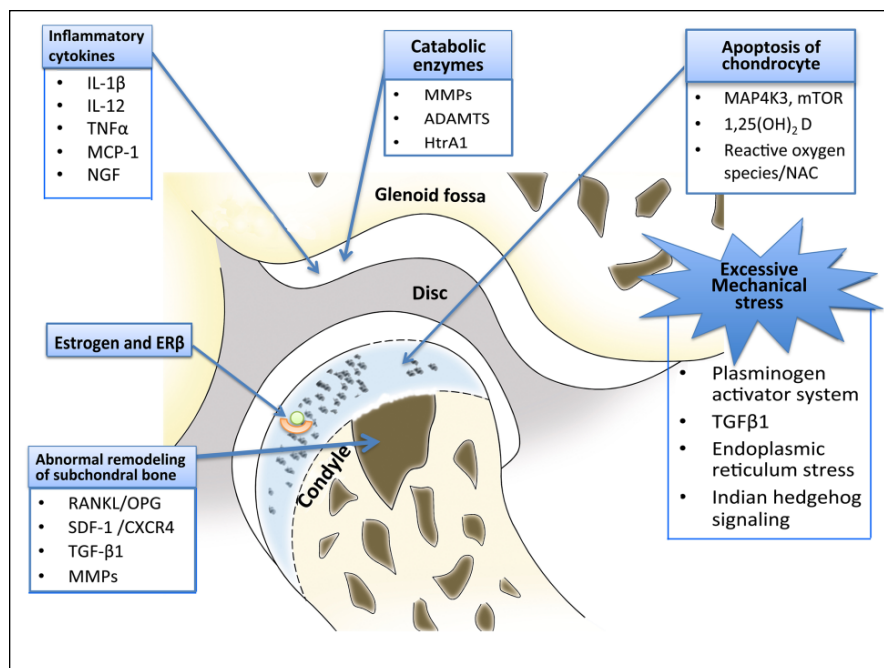 Inflammatory
cytokines
• IL-1β
• IL-12
• TNFα
• MCP-1
• NGF
Catabolic
enzymes
• MMPs
• ADAMTS
• HtrA1
Apoptosis of
chondrocyte
• MAP4K3, mTOR
• 1,25(OH)₂ D
• Reactive oxygen
species/NAC
Glenoid fossa
Disc
Excessive
Mechanical
stress
• Plasminogen
activator system
• TGFβ1
• Endoplasmic
reticulum stress
• Indian hedgehog
signaling
Estrogen and ERβ
Condyle
Abnormal remodeling
of subchondral bone
• RANKL/OPG
• SDF-1 /CXCR4
• TGF-β1
• MMPs